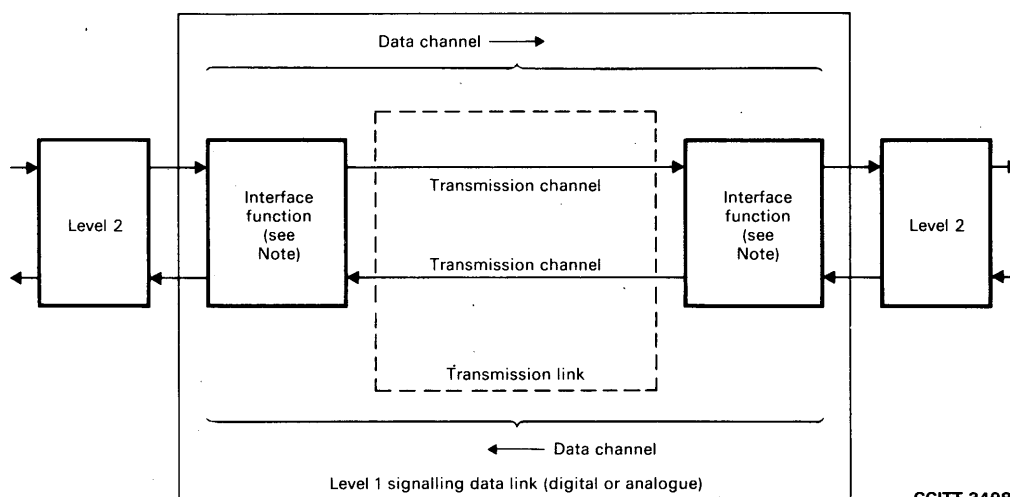 Data channel
Level 2
Interface
function
(see
Note)
Transmission channel
Transmission channel
Transmission link
Interface
function
(see
Note)
Level 2
Data channel
Level 1 signalling data link (digital or analogue)